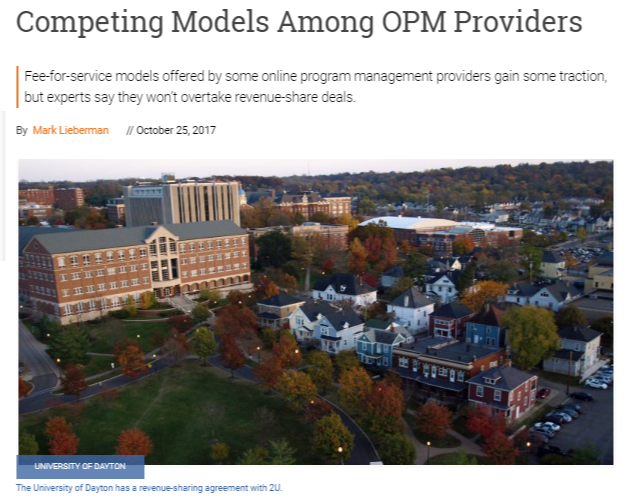 Competing Models Among OPM Providers
Fee-for-service models offered by some online program management providers gain some traction,
but experts say they won't overtake revenue-share deals.
By Mark Lieberman // October 25, 2017
UNIVERSITY OF DAYTON
The University of Dayton has a revenue-sharing agreement with 2U.